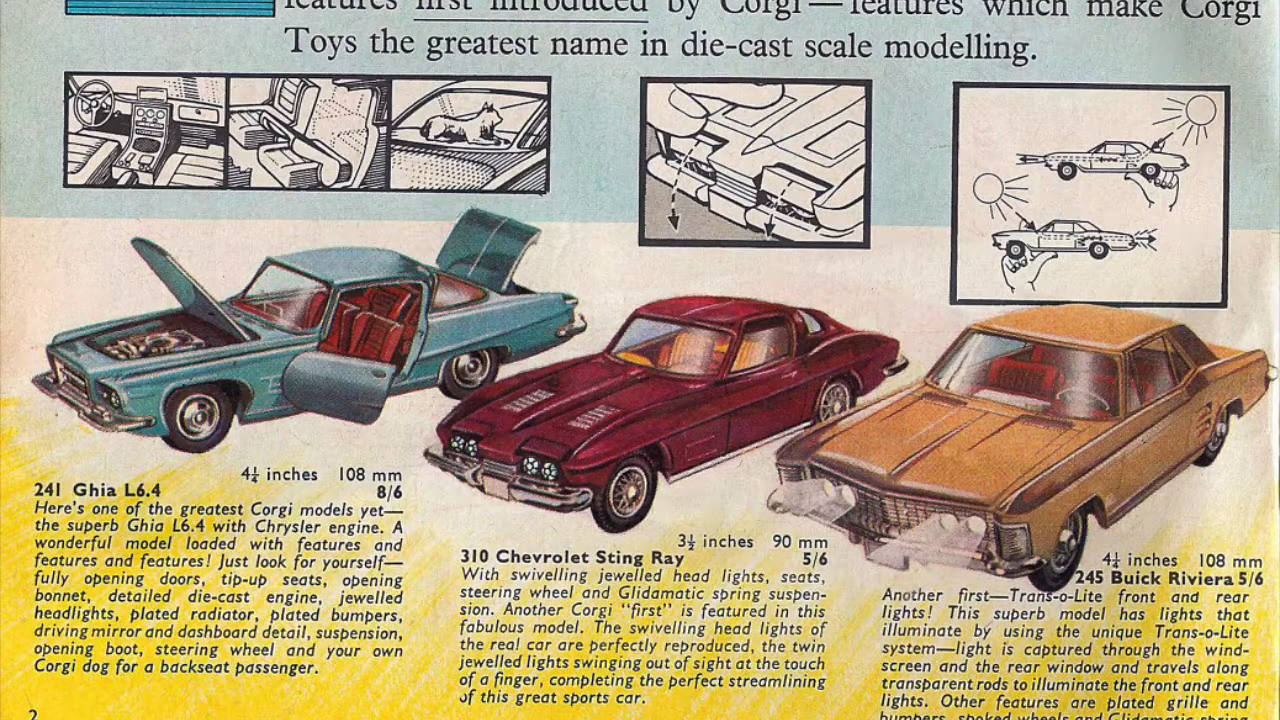 features first introduced by Corgi — features which make Corgi
Toys the greatest name in die-cast scale modelling.
4¼ inches 108 mm
241 Ghia L6.4 8/6
Here's one of the greatest Corgi models yet—
the superb Ghia L6.4 with Chrysler engine. A
wonderful model loaded with features and
features and features! Just look for yourself—
fully opening doors, tip-up seats, opening
bonnet, detailed die-cast engine, jewelled
headlights, plated radiator, plated bumpers,
driving mirror and dashboard detail, suspension,
opening boot, steering wheel and your own
Corgi dog for a backseat passenger.
3½ inches 90 mm
310 Chevrolet Sting Ray 5/6
With swivelling jewelled head lights, seats,
steering wheel and Glidamatic spring suspen-
sion. Another Corgi "first" is featured in this
fabulous model. The swivelling head lights of
the real car are perfectly reproduced, the twin
jewelled lights swinging out of sight at the touch
of a finger, completing the perfect streamlining
of this great sports car.
4¼ inches 108 mm
245 Buick Riviera 5/6
Another first—Trans-o-Lite front and rear
lights! This superb model has lights that
illuminate by using the unique Trans-o-Lite
system—light is captured through the wind-
screen and the rear window and travels along
transparent rods to illuminate the front and rear
lights. Other features are plated grille and
bumpers, spoked wheels and Glidamatic spring
2